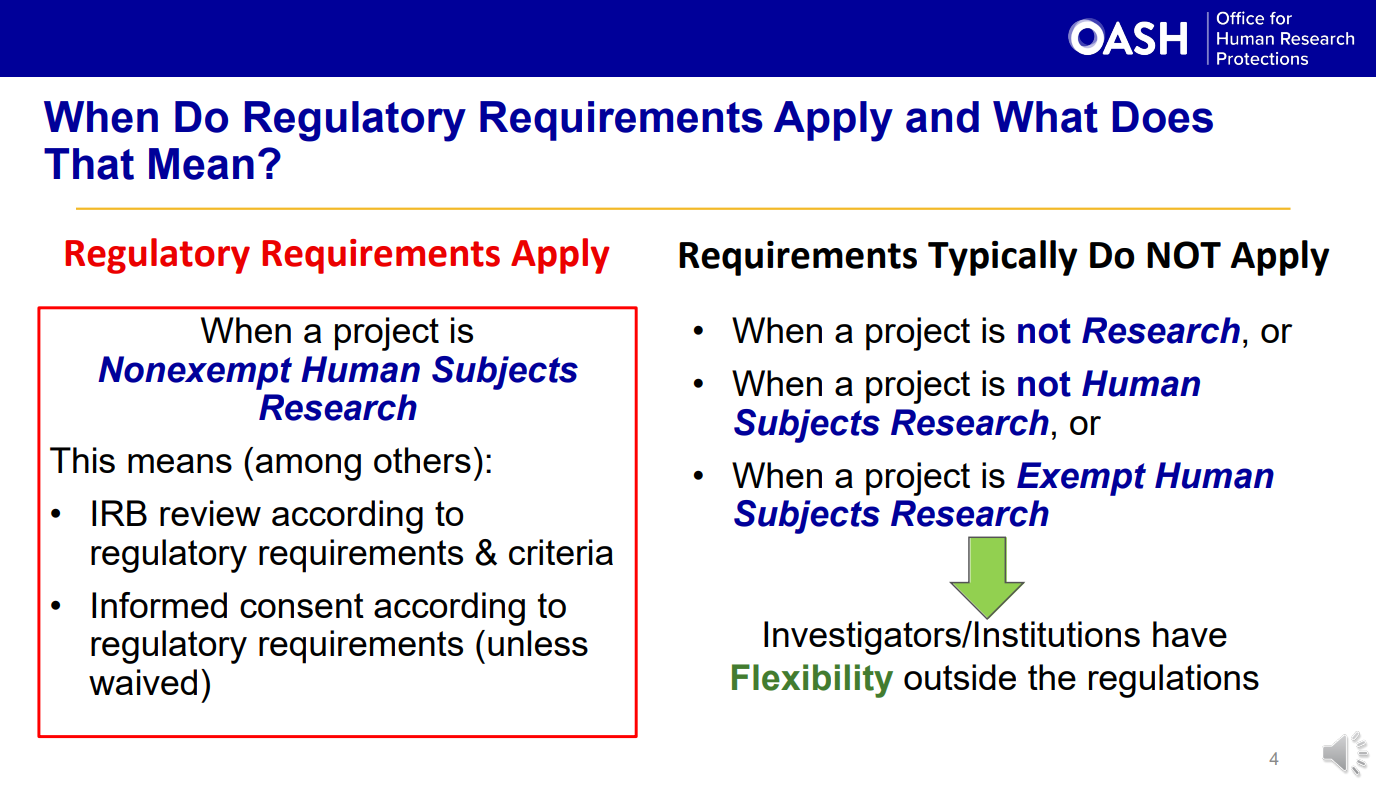 OASH
Office for
Human Research
Protections
When Do Regulatory Requirements Apply and What Does
That Mean?
Regulatory Requirements Apply
When a project is
Nonexempt Human Subjects
Research
This means (among others):
• IRB review according to
regulatory requirements & criteria
• Informed consent according to
regulatory requirements (unless
waived)
Requirements Typically Do NOT Apply
• When a project is not Research, or
• When a project is not Human
Subjects Research, or
• When a project is Exempt Human
Subjects Research
Investigators/Institutions have
Flexibility outside the regulations
4